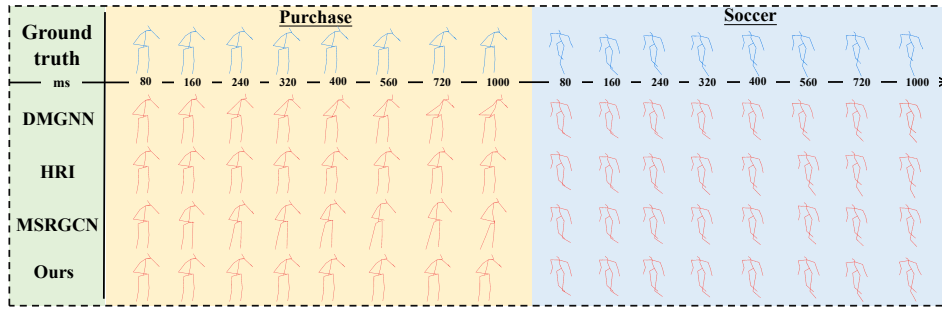 Purchase
Soccer
Ground
truth
ms 80 160 240 320 400 560 720 1000 80 160 240 320 400 560 720 1000
DMGNN
HRI
MSRGCN
Ours